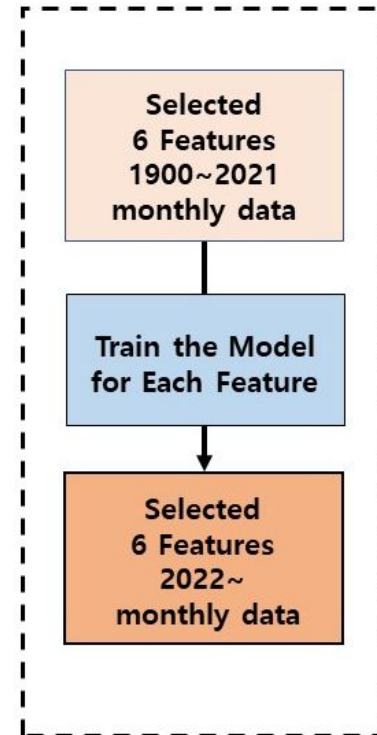 Selected
6 Features
1900~2021
monthly data
Train the Model
for Each Feature
Selected
6 Features
2022~
monthly data